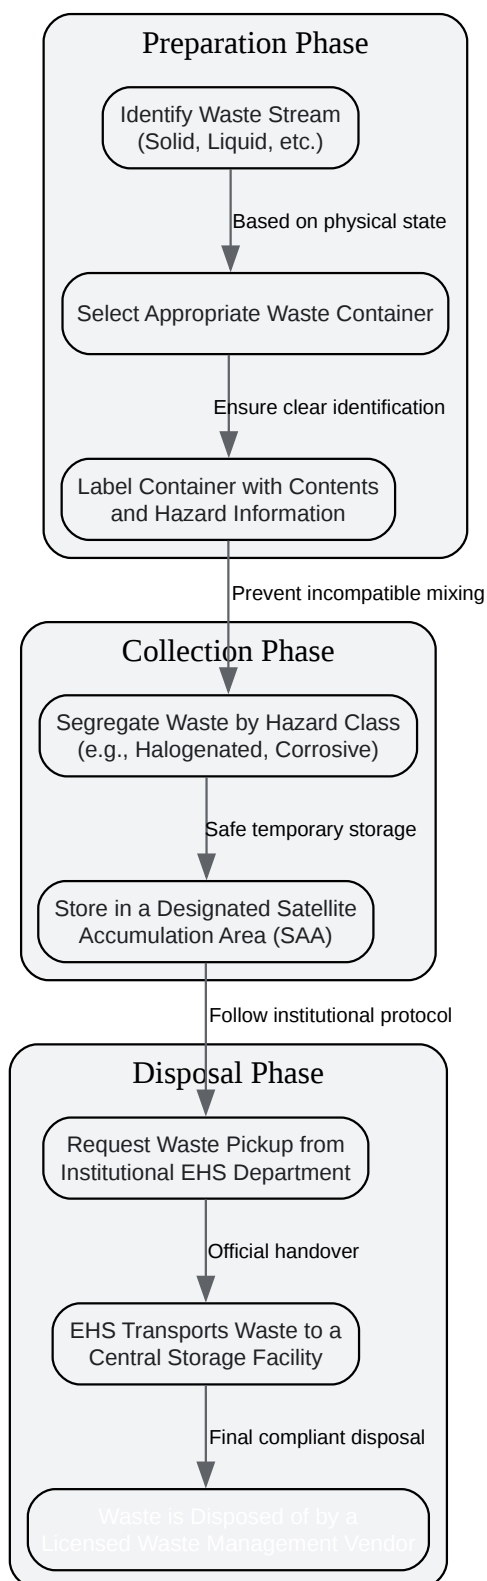 Preparation Phase
Identify Waste Stream
(Solid, Liquid, etc.)
Based on physical state
Select Appropriate Waste Container
Ensure clear identification
Label Container with Contents
and Hazard Information
Prevent incompatible mixing
Collection Phase
Segregate Waste by Hazard Class
(e.g., Halogenated, Corrosive)
Safe temporary storage
Store in a Designated Satellite
Accumulation Area (SAA)
Follow institutional protocol
Disposal Phase
Request Waste Pickup from
Institutional EHS Department
Official handover
EHS Transports Waste to a
Central Storage Facility
Final compliant disposal
Waste is Disposed of by a
Licensed Waste Management Vendor